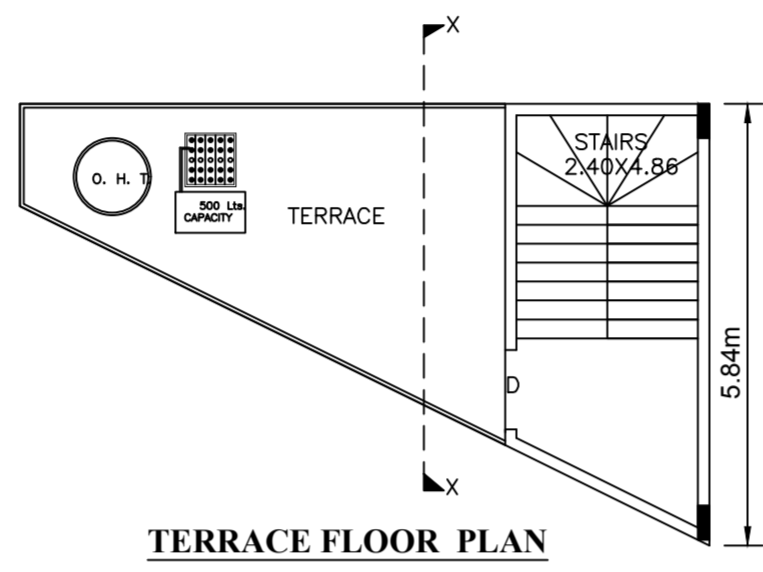 X
STAIRS
2.40X4.86
O. H. T.
500 Lts.
CAPACITY
TERRACE
5.84m
D
X
TERRACE FLOOR PLAN